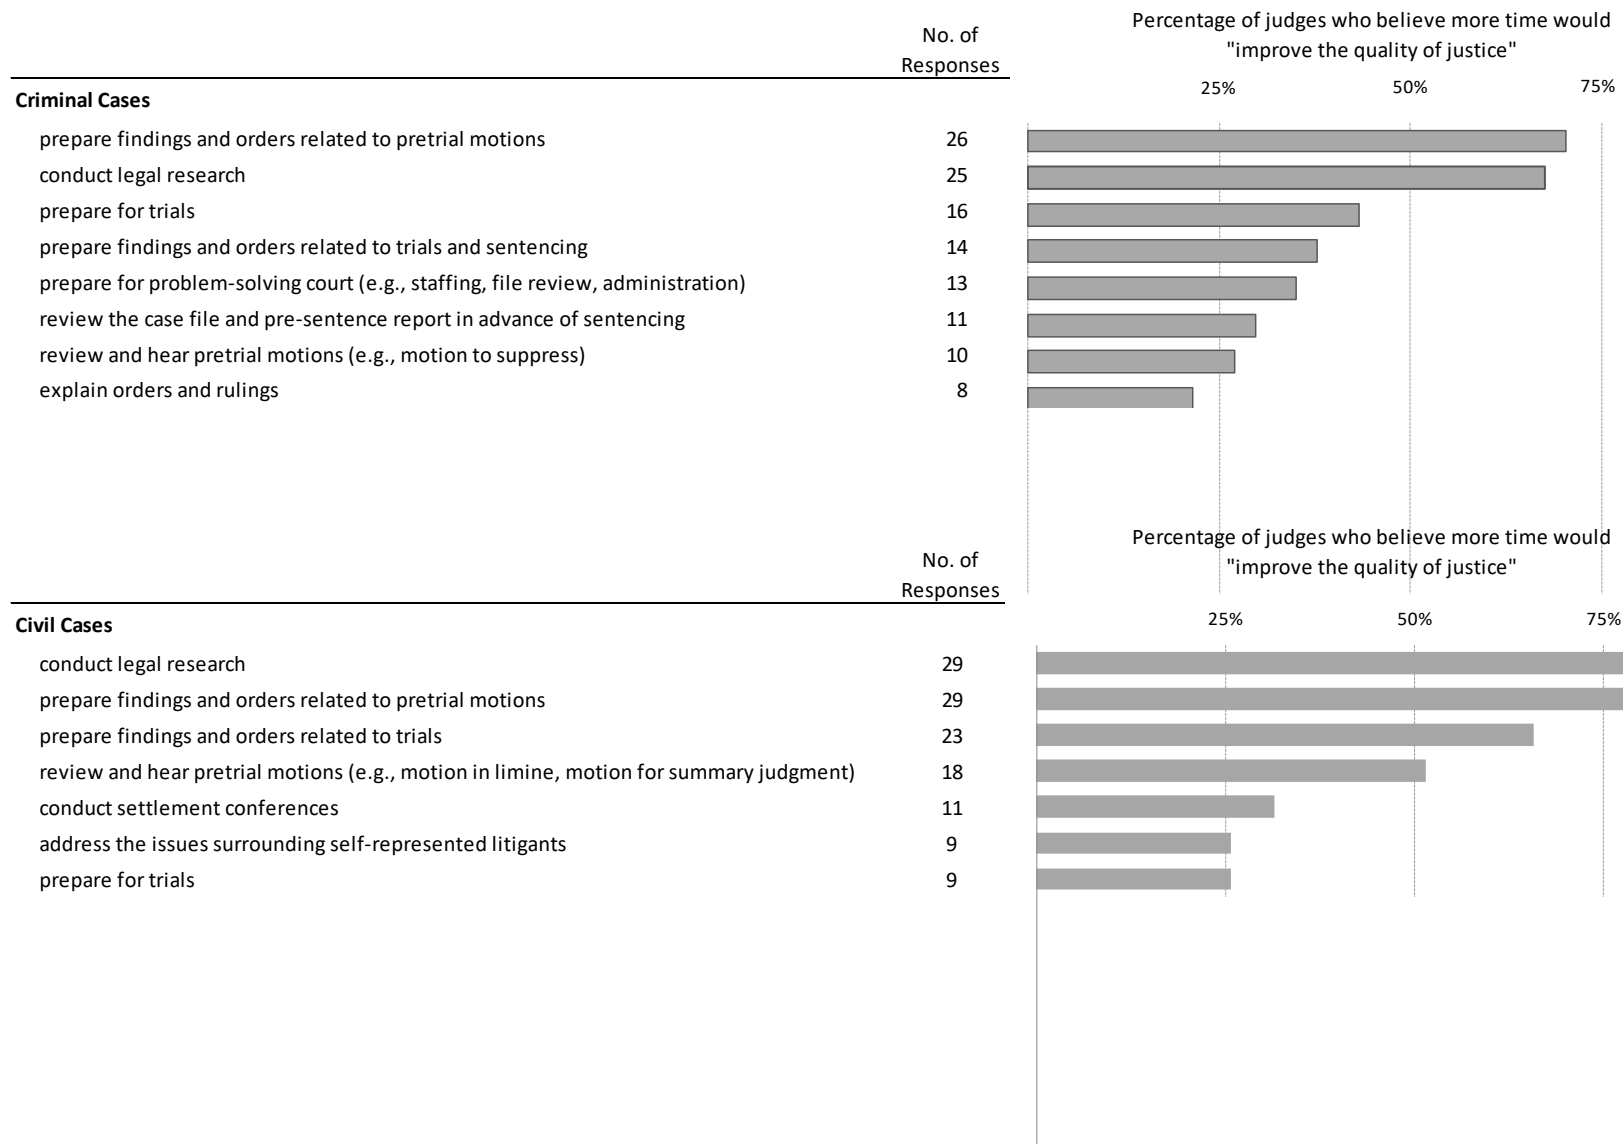 No. of
Responses
Percentage of judges who believe more time would
"improve the quality of justice"
25% 50% 75%
Criminal Cases
prepare findings and orders related to pretrial motions 26
conduct legal research 25
prepare for trials 16
prepare findings and orders related to trials and sentencing 14
prepare for problem-solving court (e.g., staffing, file review, administration) 13
review the case file and pre-sentence report in advance of sentencing 11
review and hear pretrial motions (e.g., motion to suppress) 10
explain orders and rulings 8
No. of
Responses
Percentage of judges who believe more time would
"improve the quality of justice"
25% 50% 75%
Civil Cases
conduct legal research 29
prepare findings and orders related to pretrial motions 29
prepare findings and orders related to trials 23
review and hear pretrial motions (e.g., motion in limine, motion for summary judgment) 18
conduct settlement conferences 11
address the issues surrounding self-represented litigants 9
prepare for trials 9